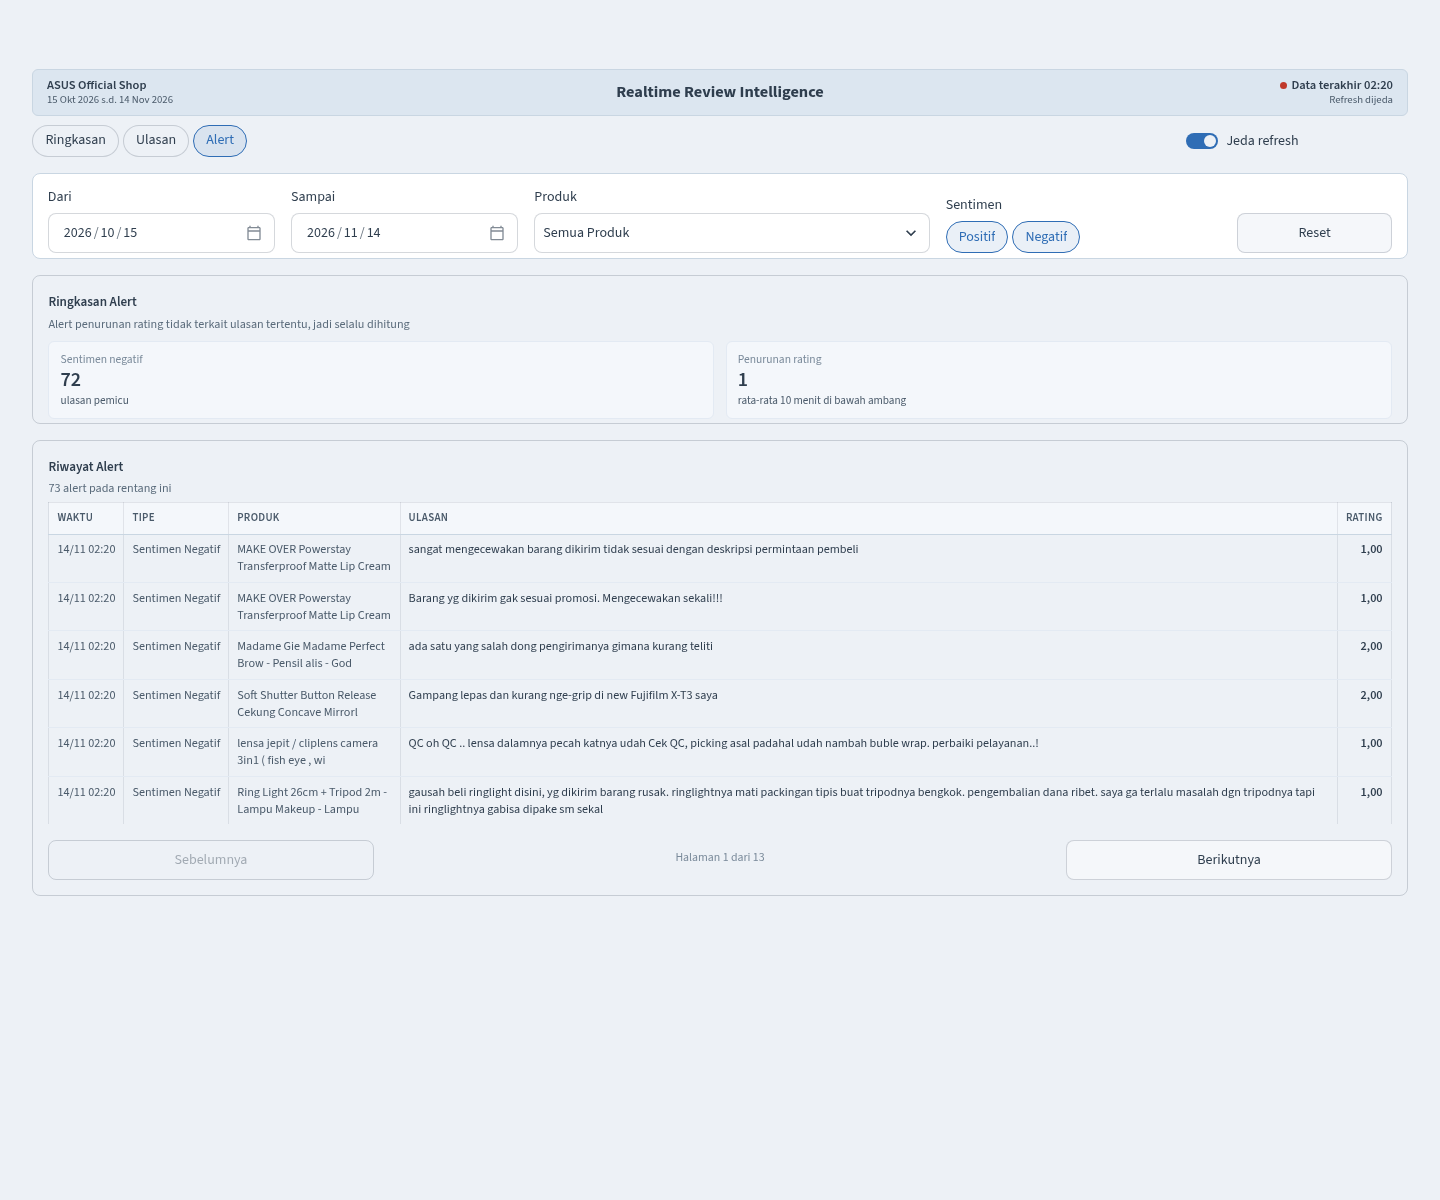 ASUS Official Shop
15 Okt 2026 s.d. 14 Nov 2026
Realtime Review Intelligence
Data terakhir 02:20
Refresh dijeda
Ringkasan
Ulasan
Alert
Jeda refresh
Dari
Sampai
Produk
Sentimen
2026/10/15
2026/11/14
Semua Produk
Positif
Negatif
Reset
Ringkasan Alert
Alert penurunan rating tidak terkait ulasan tertentu, jadi selalu dihitung
Sentimen negatif
72
ulasan pemicu
Penurunan rating
1
rata-rata 10 menit di bawah ambang
Riwayat Alert
73 alert pada rentang ini
WAKTU TIPE PRODUK ULASAN RATING
14/11 02:20 Sentimen Negatif MAKE OVER Powerstay sangat mengecewakan barang dikirim tidak sesuai dengan deskripsi permintaan pembeli 1,00
Transferproof Matte Lip Cream
14/11 02:20 Sentimen Negatif MAKE OVER Powerstay Barang yg dikirim gak sesuai promosi. Mengecewakan sekali!!! 1,00
Transferproof Matte Lip Cream
14/11 02:20 Sentimen Negatif Madame Gie Madame Perfect ada satu yang salah dong pengirimanya gimana kurang teliti 2,00
Brow - Pensil alis - God
14/11 02:20 Sentimen Negatif Soft Shutter Button Release Gampang lepas dan kurang nge-grip di new Fujifilm X-T3 saya 2,00
Cekung Concave Mirrorl
14/11 02:20 Sentimen Negatif lensa jepit / cliplens camera QC oh QC .. lensa dalamnya pecah katnya udah Cek QC, picking asal padahal udah nambah buble wrap. perbaiki pelayanan..! 1,00
3in1 ( fish eye , wi
14/11 02:20 Sentimen Negatif Ring Light 26cm + Tripod 2m - gausah beli ringlight disini, yg dikirim barang rusak. ringlightnya mati packingan tipis buat tripodnya bengkok. pengembalian dana ribet. saya ga terlalu masalah dgn tripodnya tapi 1,00
Lampu Makeup - Lampu ini ringlightnya gabisa dipake sm sekal
Sebelumnya
Halaman 1 dari 13
Berikutnya